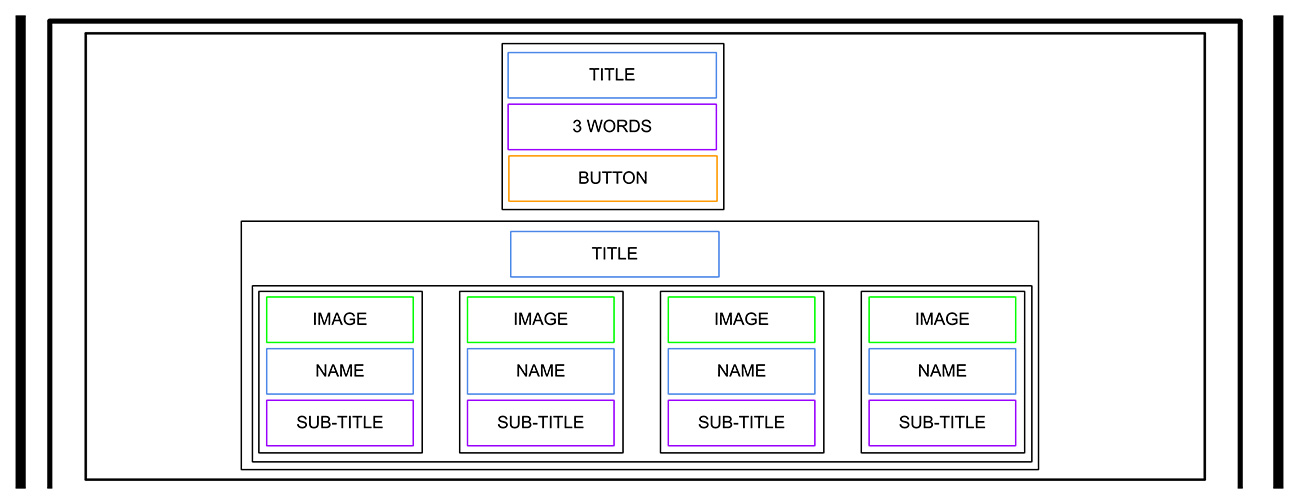 TITLE
3 WORDS
BUTTON
TITLE
IMAGE IMAGE IMAGE IMAGE
NAME NAME NAME NAME
SUB-TITLE SUB-TITLE SUB-TITLE SUB-TITLE